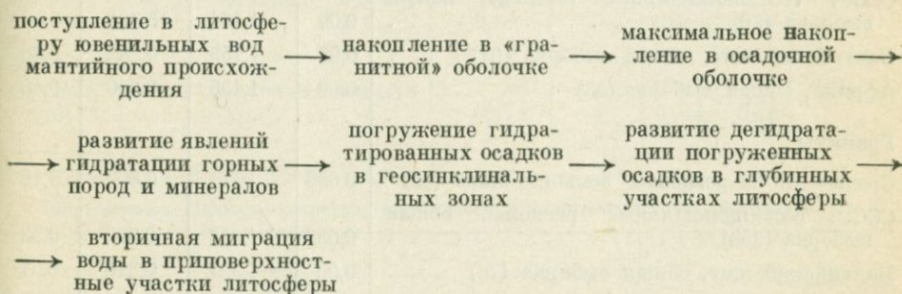 поступление в литосфе-
ру ювенильных вод
мантийного происхож-
дения
накопление в «гра-
нитной» оболочке
максимальное накоп-
ление в осадочной
оболочке
развитие явлений
гидратации горных
пород и минералов
погружение гидра-
тированных осадков
в геосинклиналь-
ных зонах
развитие дегидрата-
ции погруженных
осадков в глубинных
участках литосферы
вторичная миграция
воды в приповерхност-
ные участки литосферы